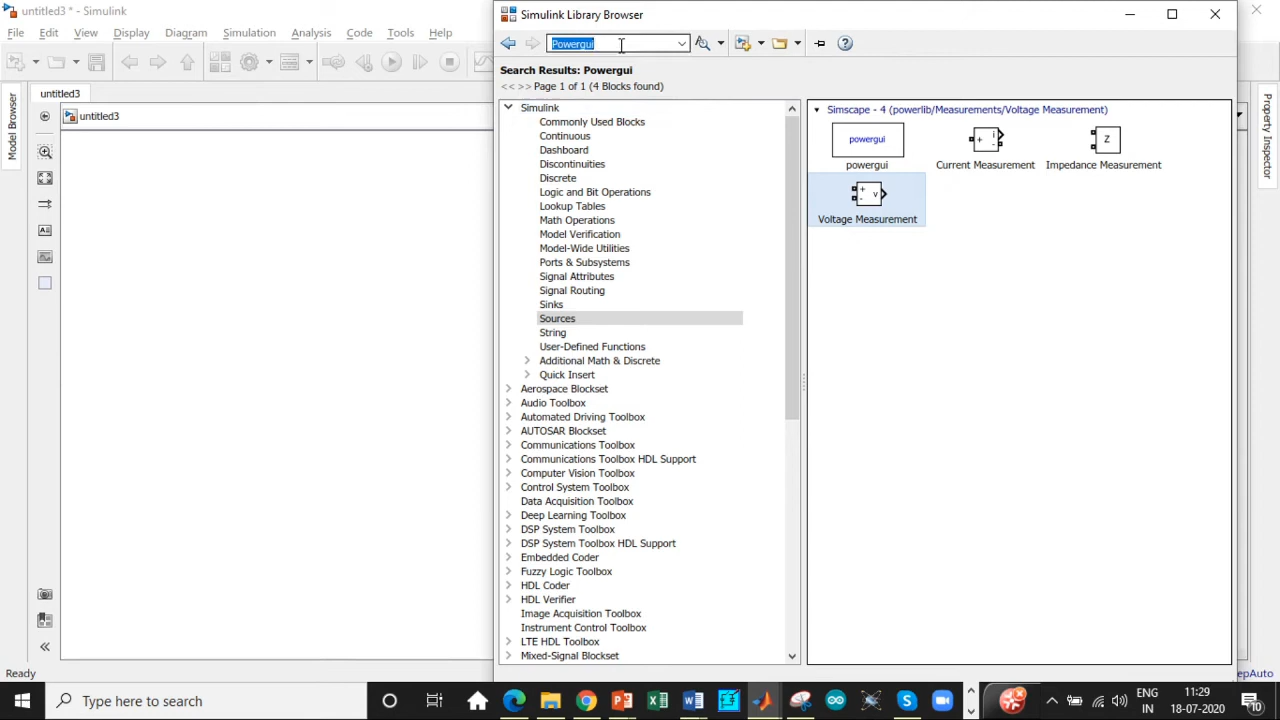 untitled3 * - Simulink
File Edit View Display Diagram Simulation Analysis Code Tools Help
untitled3
untitled3
Model Browser
Ready
Simulink Library Browser
Powergui
Search Results: Powergui
<< >> Page 1 of 1 (4 Blocks found)
Simulink
Commonly Used Blocks
Continuous
Dashboard
Discontinuities
Discrete
Logic and Bit Operations
Lookup Tables
Math Operations
Model Verification
Model-Wide Utilities
Ports & Subsystems
Signal Attributes
Signal Routing
Sinks
Sources
String
User-Defined Functions
Additional Math & Discrete
Quick Insert
Aerospace Blockset
Audio Toolbox
Automated Driving Toolbox
AUTOSAR Blockset
Communications Toolbox
Communications Toolbox HDL Support
Computer Vision Toolbox
Control System Toolbox
Data Acquisition Toolbox
Deep Learning Toolbox
DSP System Toolbox
DSP System Toolbox HDL Support
Embedded Coder
Fuzzy Logic Toolbox
HDL Coder
HDL Verifier
Image Acquisition Toolbox
Instrument Control Toolbox
LTE HDL Toolbox
Mixed-Signal Blockset
Simscape - 4 (powerlib/Measurements/Voltage Measurement)
powergui
+ i -
Z
powergui
Current Measurement
Impedance Measurement
+ v -
Voltage Measurement
Property Inspector
epAuto
Type here to search
ENG
IN
11:29
18-07-2020
10